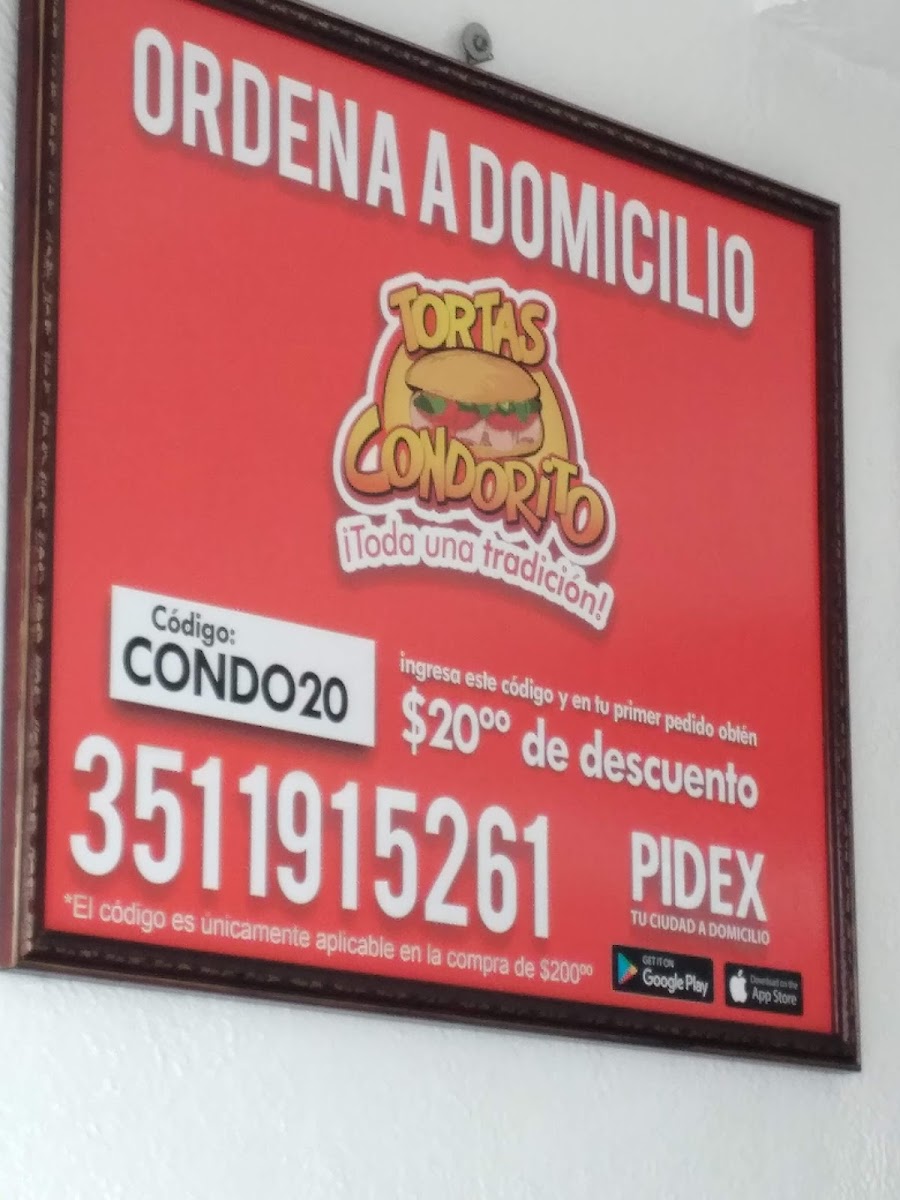 ORDENA A DOMICILIO
TORTAS
CONDORITO
¡Toda una tradición!
Código:
CONDO20
ingresa este código y en tu primer pedido obtén
$20⁰⁰ de descuento
3511915261
*El código es únicamente aplicable en la compra de $200⁰⁰
PIDEX
TU CIUDAD A DOMICILIO
GET IT ON
Google Play
Download on the
App Store